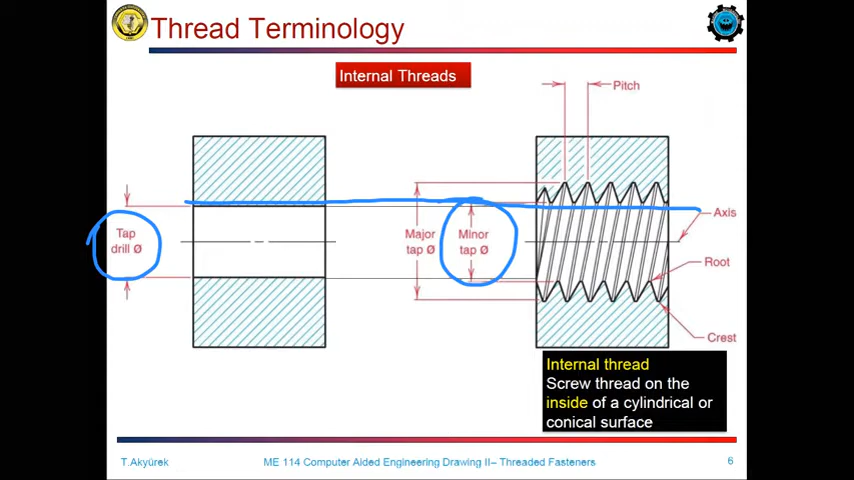 Thread Terminology
Internal Threads
Pitch
Tap
drill Ø
Major
tap Ø
Minor
tap Ø
Axis
Root
Crest
Internal thread
Screw thread on the
inside of a cylindrical or
conical surface
T.Akyürek
ME 114 Computer Aided Engineering Drawing II– Threaded Fasteners
6